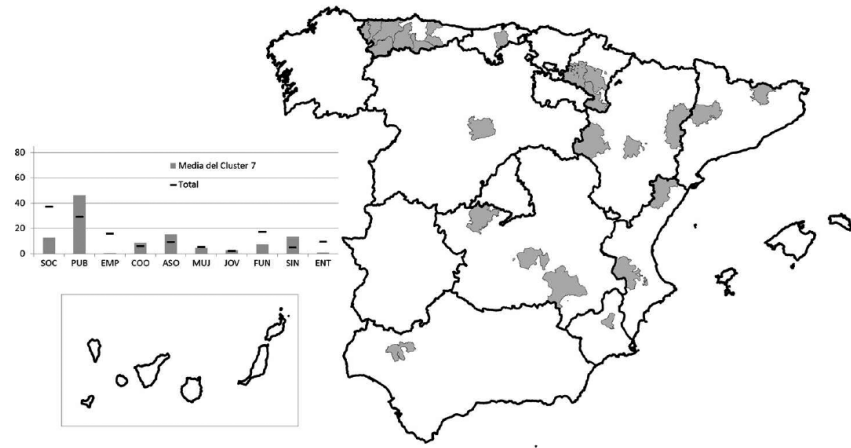 80
Media del Cluster 7
60
Total
40
20
0
SOC PUB EMP COO ASO MUJ JOV FUN SIN ENT